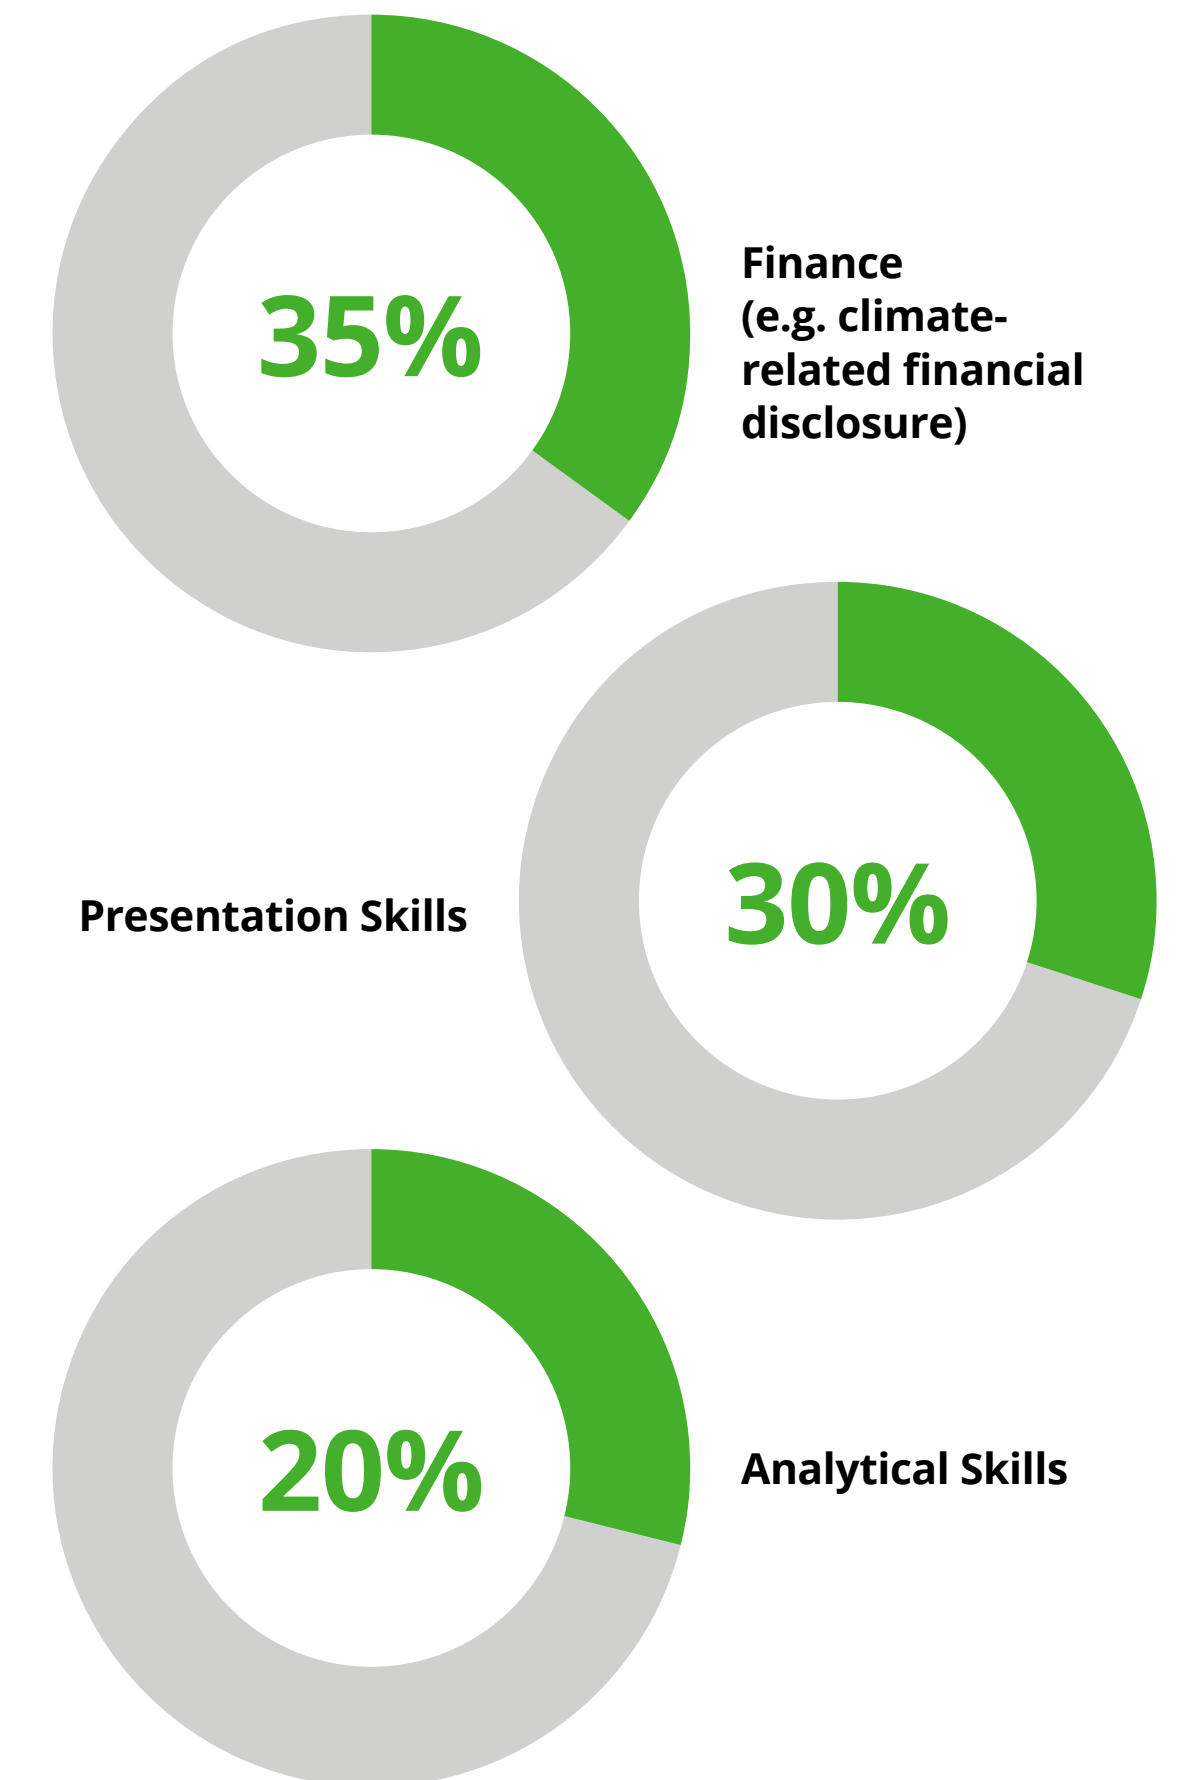 35%
Finance
(e.g. climate-
related financial
disclosure)
Presentation Skills
30%
20%
Analytical Skills